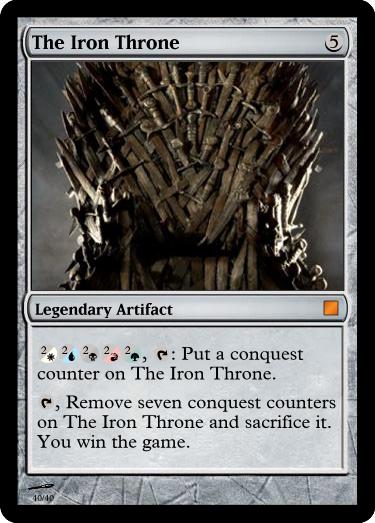 The Iron Throne 5
Legendary Artifact
2 2 2 2 2 , : Put a conquest
counter on The Iron Throne.
, Remove seven conquest counters
on The Iron Throne and sacrifice it.
You win the game.
40/40